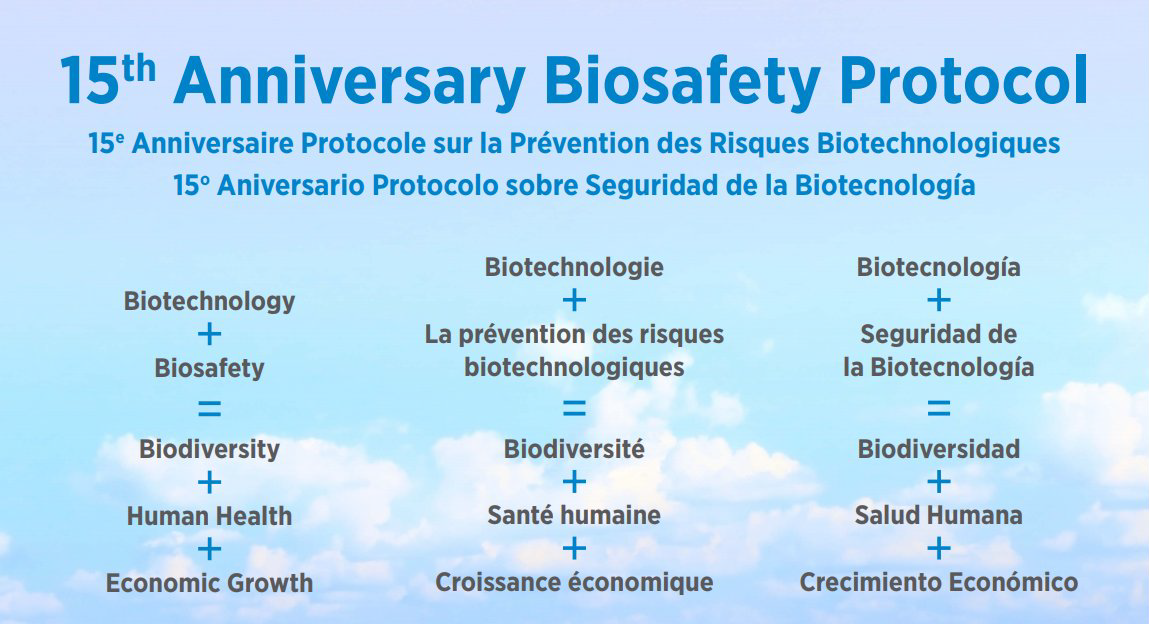 15th Anniversary Biosafety Protocol
15e Anniversaire Protocole sur la Prévention des Risques Biotechnologiques
15º Aniversario Protocolo sobre Seguridad de la Biotecnología
Biotechnology
+
Biosafety
=
Biodiversity
+
Human Health
+
Economic Growth
Biotechnologie
+
La prévention des risques
biotechnologiques
=
Biodiversité
+
Santé humaine
+
Croissance économique
Biotecnología
+
Seguridad de
la Biotecnología
=
Biodiversidad
+
Salud Humana
+
Crecimiento Económico